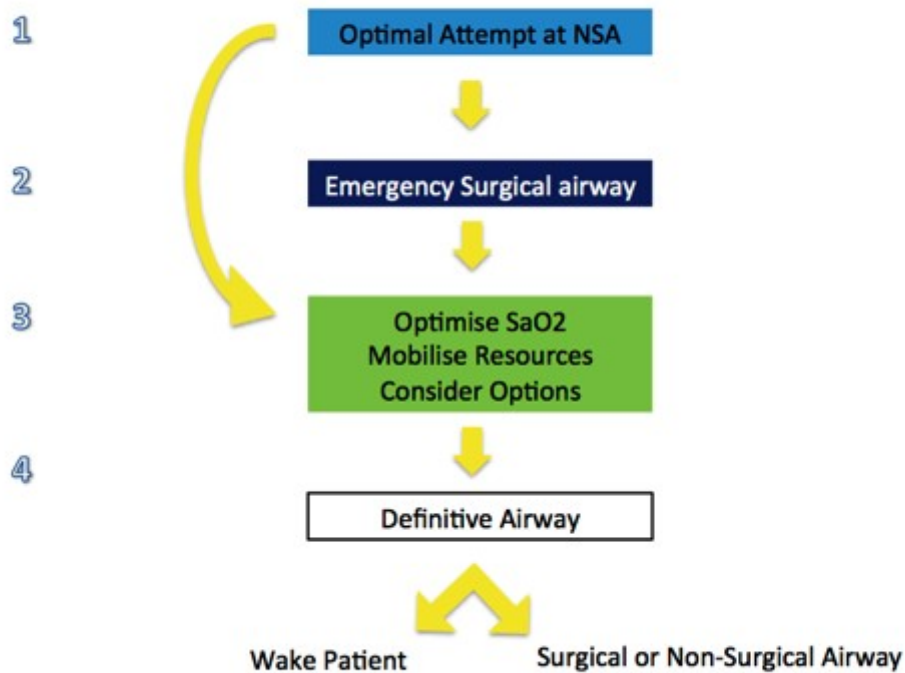 1
Optimal Attempt at NSA
2
Emergency Surgical airway
3
Optimise SaO2
Mobilise Resources
Consider Options
4
Definitive Airway
Wake Patient
Surgical or Non-Surgical Airway